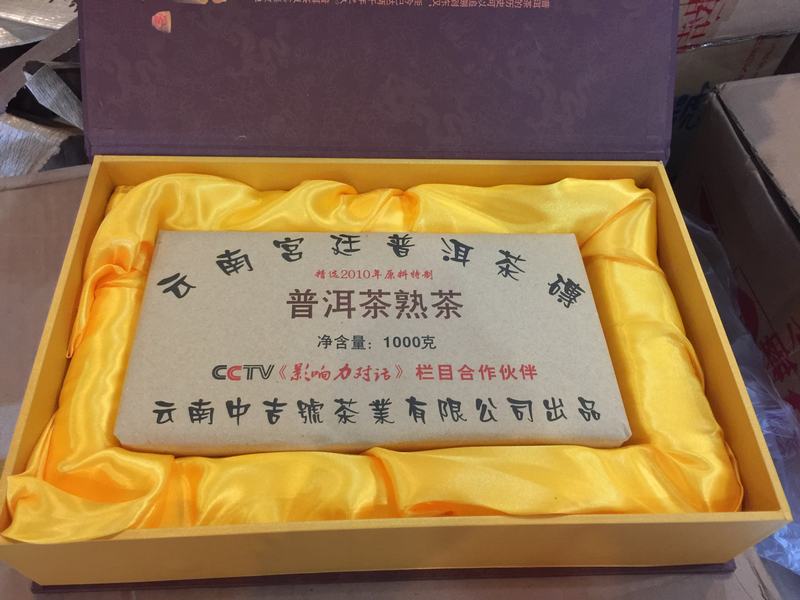 云南宫廷普洱茶磚
精选2010年原料特制
普洱茶熟茶
净含量：1000克
CCTV《影响力对话》栏目合作伙伴
云南中吉號茶業有限公司出品